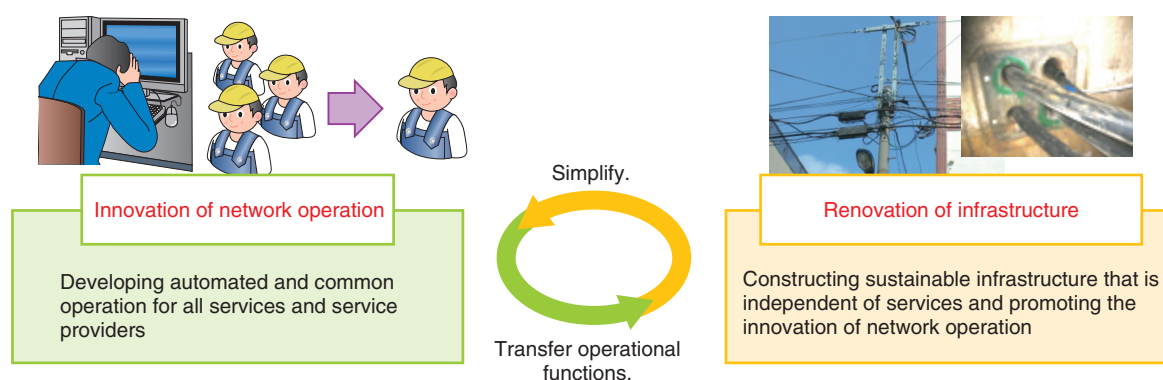 Innovation of network operation
Developing automated and common
operation for all services and service
providers
Simplify.
Transfer operational
functions.
Renovation of infrastructure
Constructing sustainable infrastructure that is
independent of services and promoting the
innovation of network operation